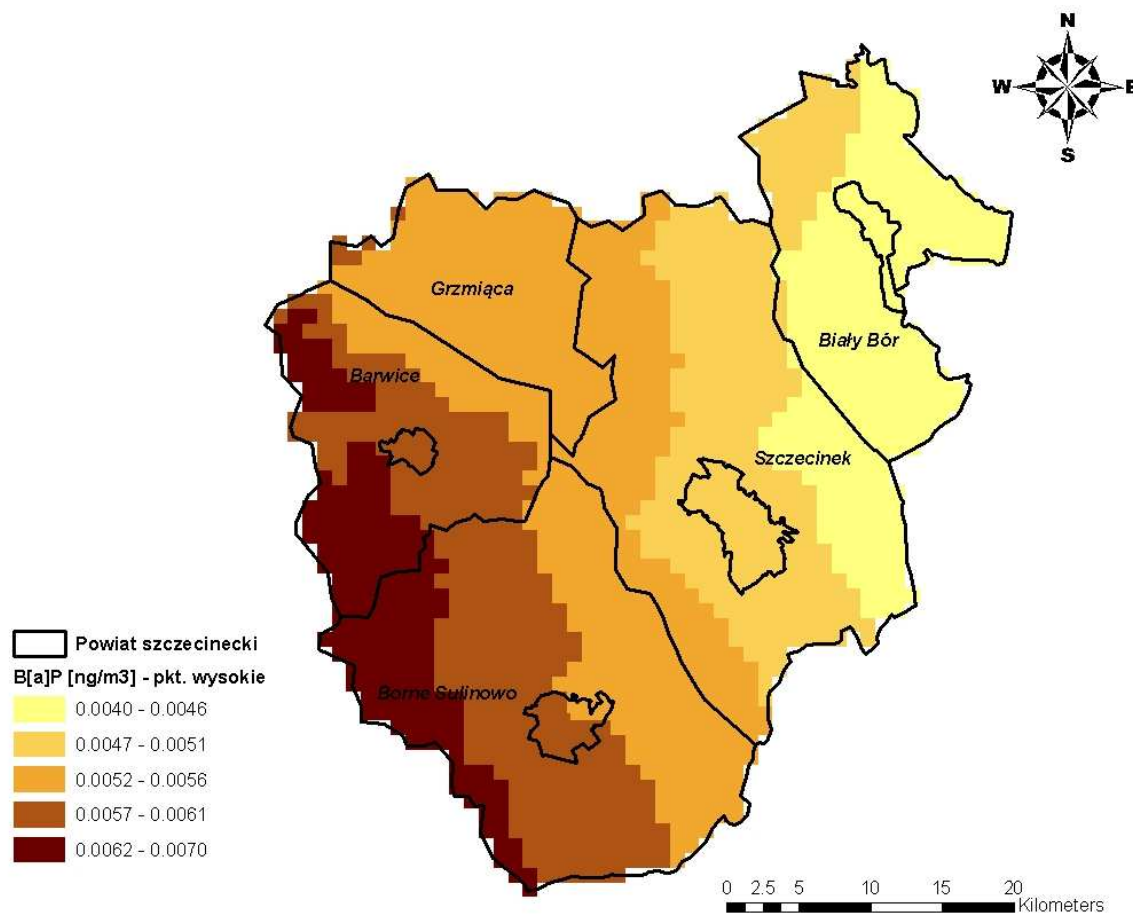 N
W E
S
Grzmiąca
Biały Bór
Barwice
Szczecinek
Borne Sulinowo
Powiat szczecinecki
B[a]P [ng/m3] - pkt. wysokie
0.0040 - 0.0046
0.0047 - 0.0051
0.0052 - 0.0056
0.0057 - 0.0061
0.0062 - 0.0070
0 2.5 5 10 15 20
Kilometers